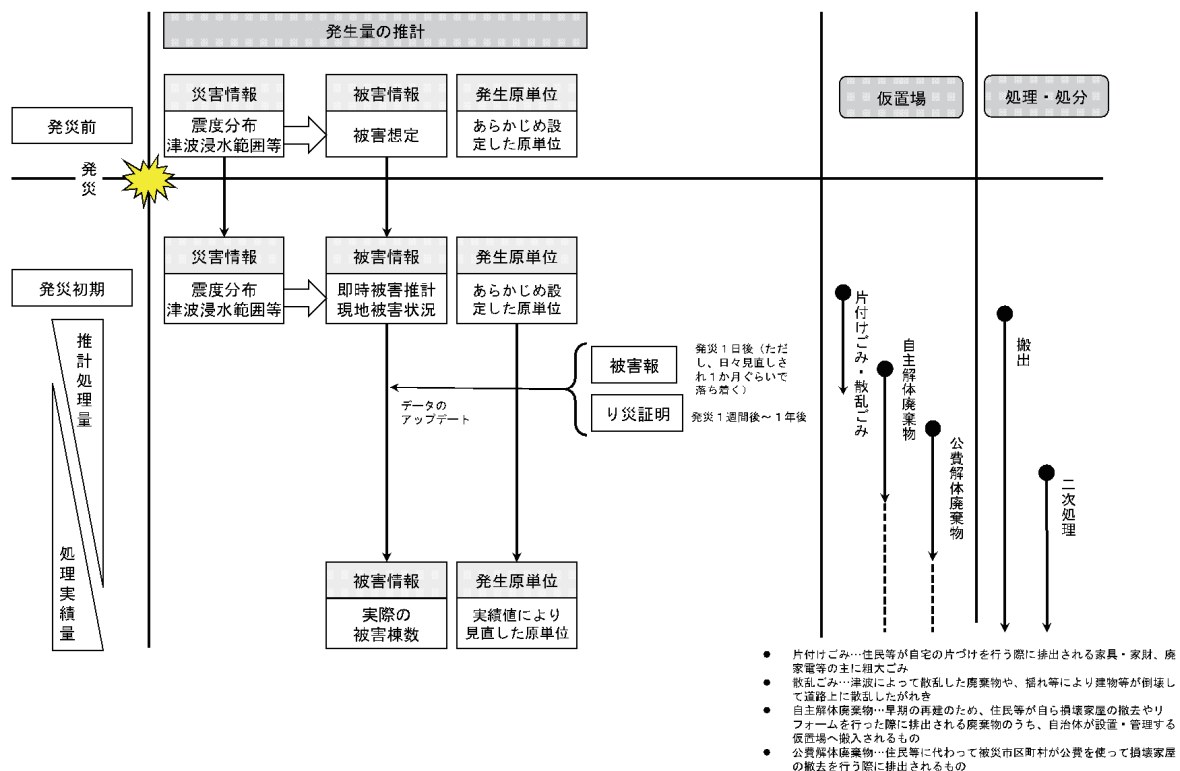 発生量の推計
災害情報
被害情報
発生原単位
仮置場
処理・処分
発災前
震度分布
津波浸水範囲等
被害想定
あらかじめ設
定した原単位
発災
災害情報
被害情報
発生原単位
発災初期
震度分布
津波浸水範囲等
即時被害推計
現地被害状況
あらかじめ設
定した原単位
推計処理量
処理実績量
データの
アップデート
被害報
発災1日後（ただ
し、日々見直しさ
れ1か月ぐらいで
落ち着く）
り災証明
発災1週間後～1年後
被害情報
発生原単位
実際の
被害棟数
実績値により
見直した原単位
片付けごみ・散乱ごみ
自主解体廃棄物
公費解体廃棄物
搬出
二次処理
● 片付けごみ…住民等が自宅の片づけを行う際に排出される家具・家財、廃
家電等の主に粗大ごみ
● 散乱ごみ…津波によって散乱した廃棄物や、揺れ等により建物等が倒壊し
て道路上に散乱したがれき
● 自主解体廃棄物…早期の再建のため、住民等が自ら損壊家屋の撤去やリ
フォームを行った際に排出される廃棄物のうち、自治体が設置・管理する
仮置場へ搬入されるもの
● 公費解体廃棄物…住民等に代わって被災市区町村が公費を使って損壊家屋
の撤去を行う際に排出されるもの